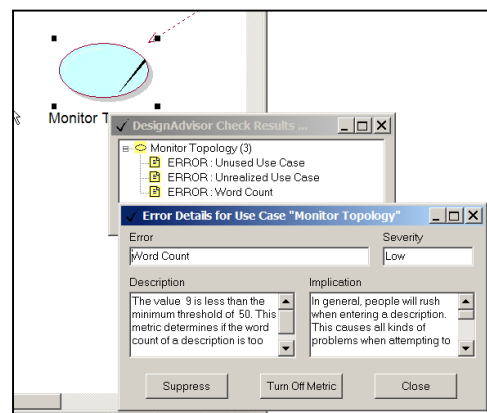 Monitor T
DesignAdvisor Check Results ...
Monitor Topology (3)
ERROR : Unused Use Case
ERROR : Unrealized Use Case
ERROR : Word Count
Error Details for Use Case "Monitor Topology"
Error
Severity
Word Count
Low
Description
Implication
The value 9 is less than the
minimum threshold of 50. This
metric determines if the word
count of a description is too
In general, people will rush
when entering a description.
This causes all kinds of
problems when attempting to
Suppress
Turn Off Metric
Close